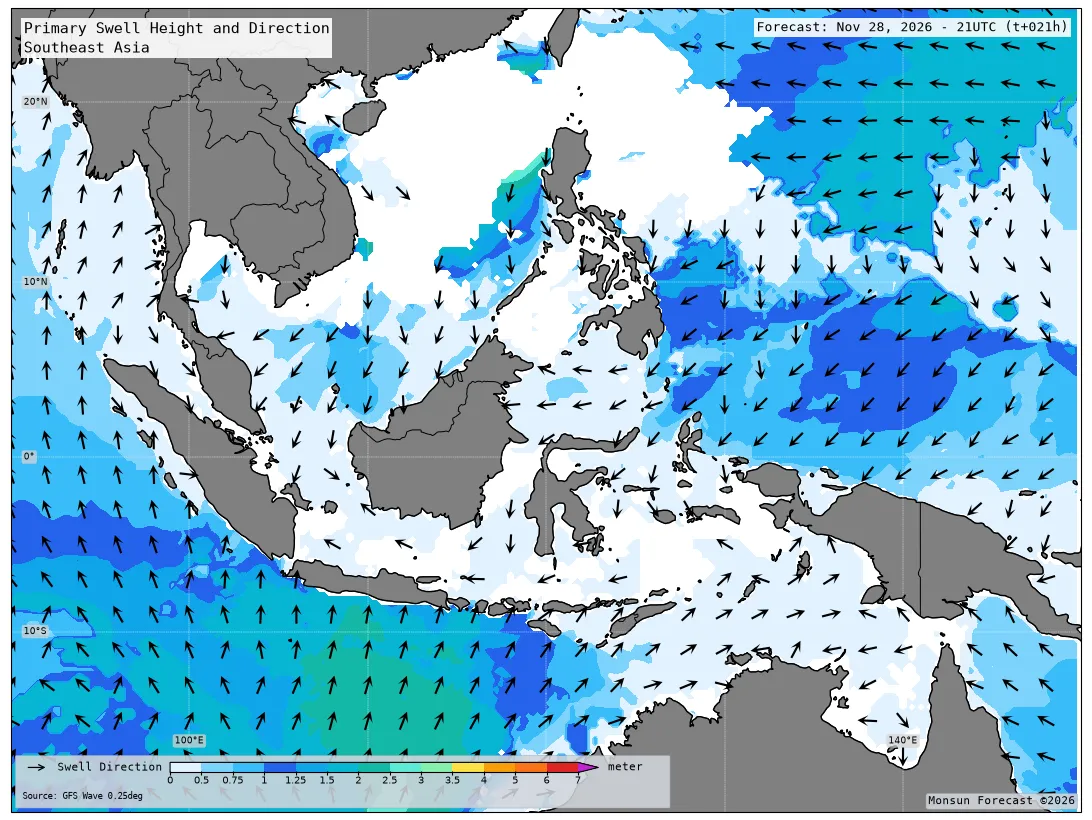 Primary Swell Height and Direction
Southeast Asia
Forecast: Nov 28, 2026 - 21UTC (t+021h)
20°N
10°N
0°
10°S
100°E
140°E
Swell Direction
0 0.5 0.75 1 1.25 1.5 2 2.5 3 3.5 4 5 6 7
meter
Source: GFS Wave 0.25deg
Monsun Forecast ©2026